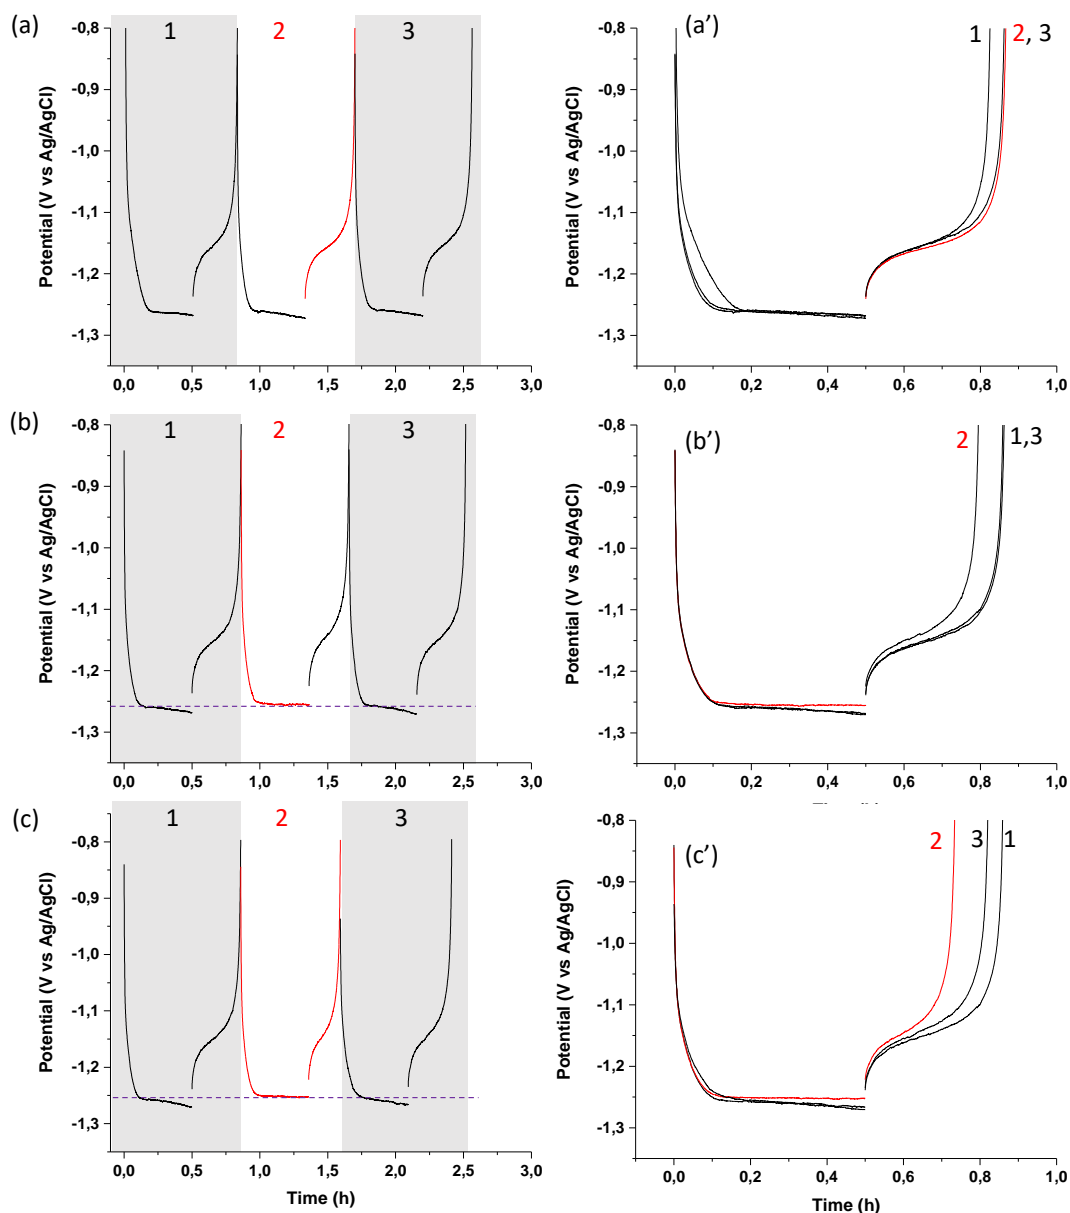 (a)
1 2 3
Potential (V vs Ag/AgCl)
-0,8
-0,9
-1,0
-1,1
-1,2
-1,3
0,0 0,5 1,0 1,5 2,0 2,5 3,0
(a')
1 2, 3
Potential (V vs Ag/AgCl)
-0,8
-0,9
-1,0
-1,1
-1,2
-1,3
0,0 0,2 0,4 0,6 0,8 1,0
(b)
1 2 3
Potential (V vs Ag/AgCl)
-0,8
-0,9
-1,0
-1,1
-1,2
-1,3
0,0 0,5 1,0 1,5 2,0 2,5 3,0
(b')
2 1,3
Potential (V vs Ag/AgCl)
-0,8
-0,9
-1,0
-1,1
-1,2
-1,3
0,0 0,2 0,4 0,6 0,8 1,0
(c)
1 2 3
Potential (V vs Ag/AgCl)
-0,8
-0,9
-1,0
-1,1
-1,2
-1,3
0,0 0,5 1,0 1,5 2,0 2,5 3,0
Time (h)
(c')
2 3 1
Potential (V vs Ag/AgCl)
-0,8
-0,9
-1,0
-1,1
-1,2
-1,3
0,0 0,2 0,4 0,6 0,8 1,0
Time (h)